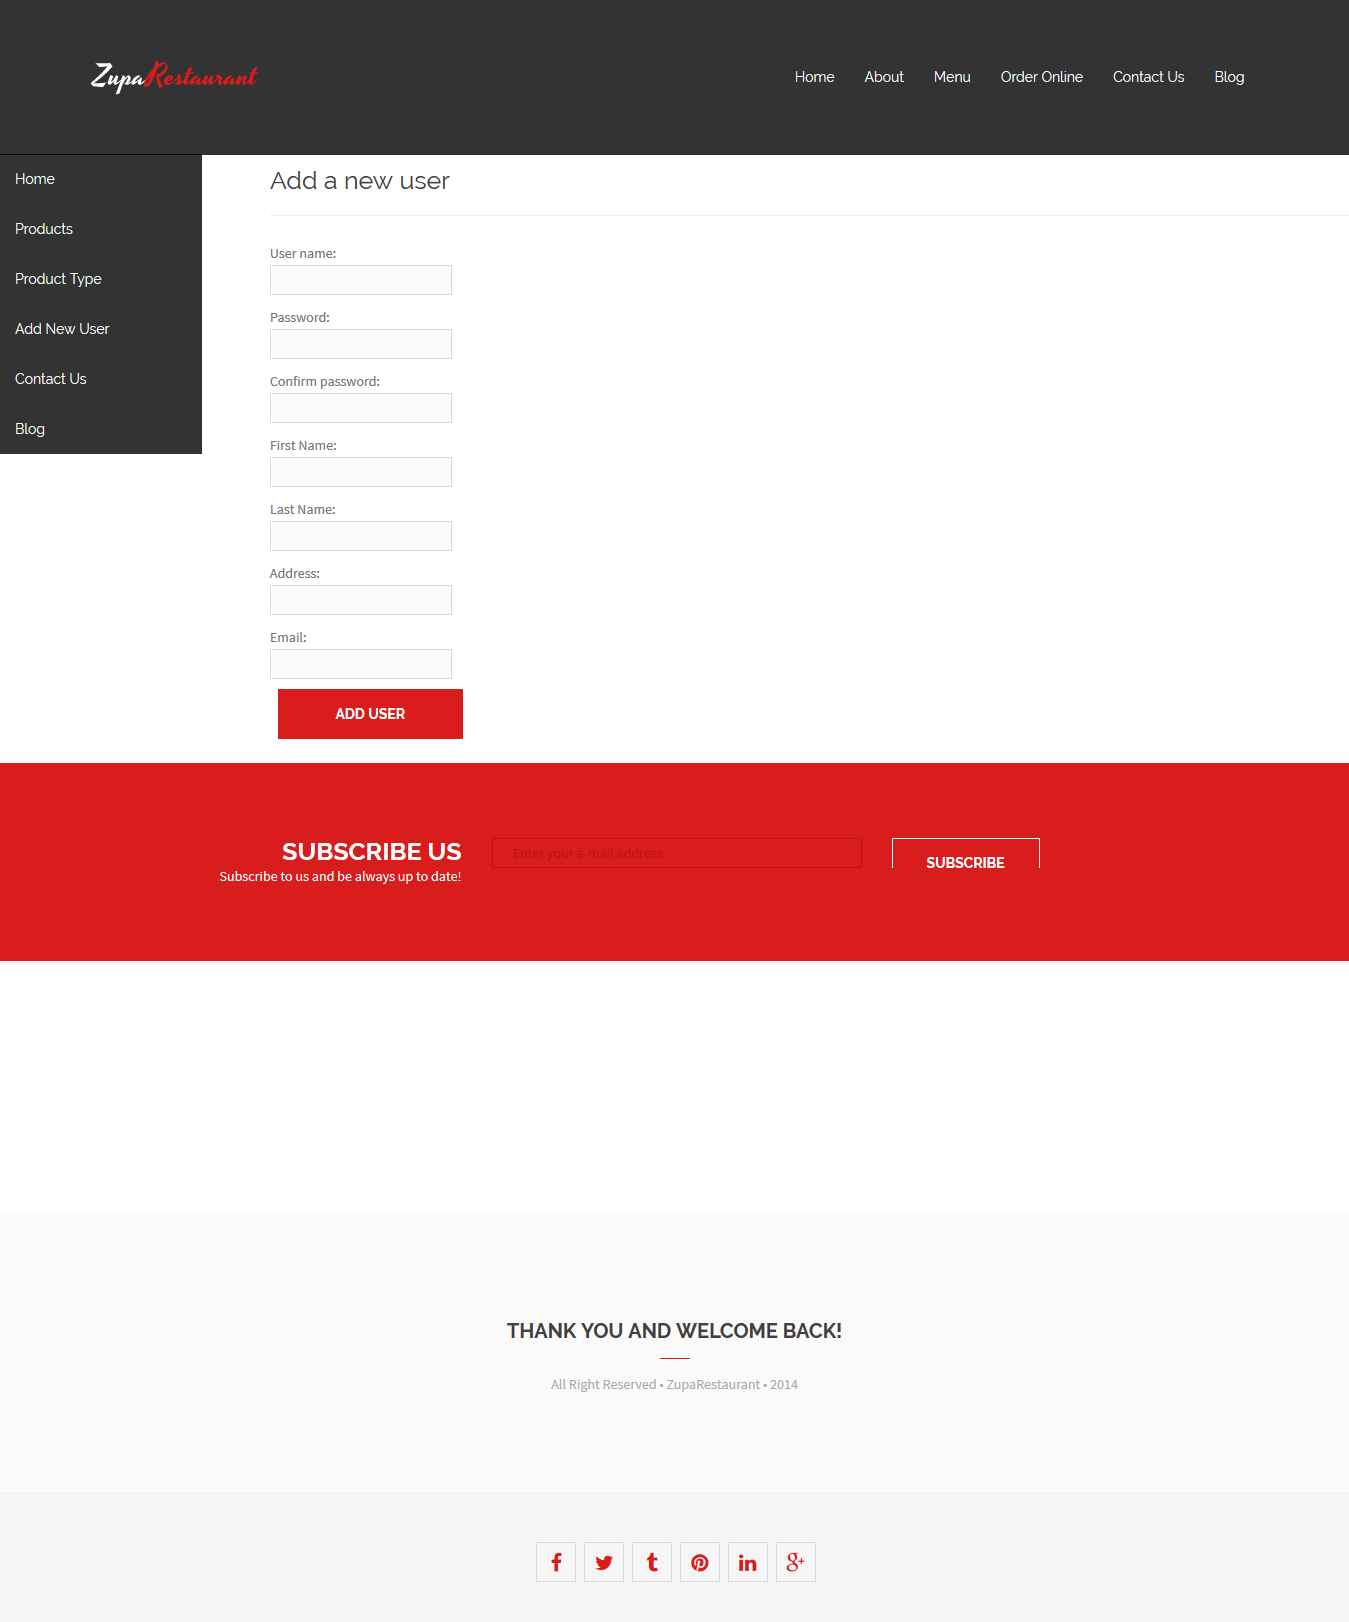 ZupaRestaurant
Home About Menu Order Online Contact Us Blog
Home
Products
Product Type
Add New User
Contact Us
Blog
Add a new user
User name:
Password:
Confirm password:
First Name:
Last Name:
Address:
Email:
ADD USER
SUBSCRIBE US
Subscribe to us and be always up to date!
Enter your e-mail address
SUBSCRIBE
THANK YOU AND WELCOME BACK!
All Right Reserved • ZupaRestaurant • 2014